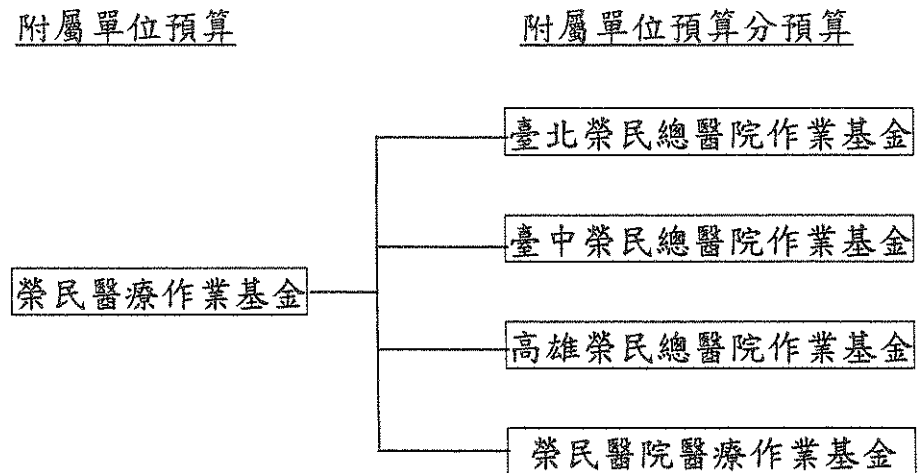 附屬單位預算
附屬單位預算分預算
臺北榮民總醫院作業基金
臺中榮民總醫院作業基金
榮民醫療作業基金
高雄榮民總醫院作業基金
榮民醫院醫療作業基金